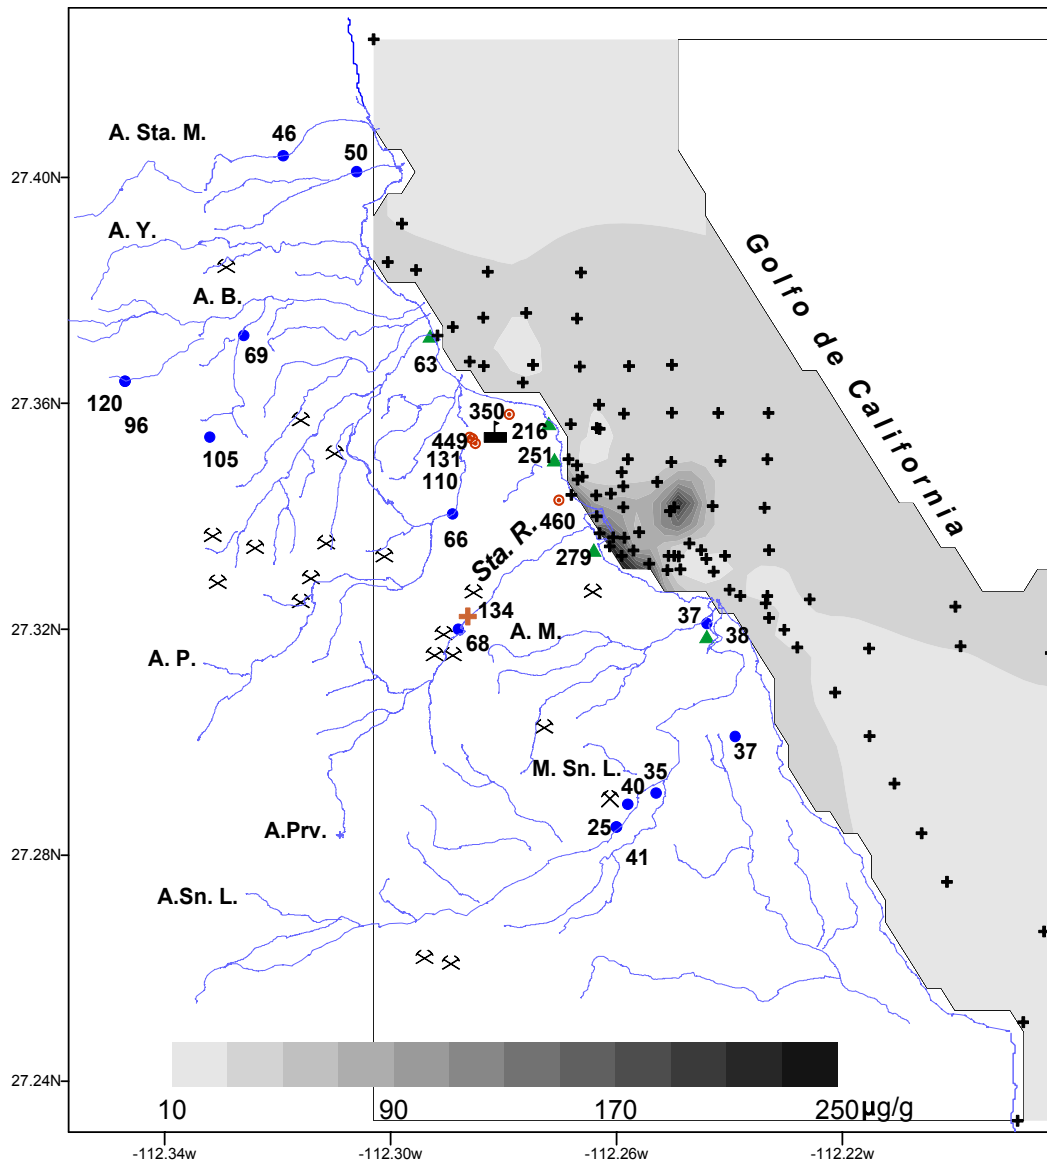 46
A. Sta. M.
50
27.40N
A. Y.
Golfo de California
A. B.
69
63
27.36N
120
96
350
216
105
449
131
110
251
460
66
Sta. R.
279
134
37
27.32N
68
A. M.
38
A. P.
37
M. Sn. L.
35
40
A.Prv.
25
41
27.28N
A.Sn. L.
27.24N
10
90
170
250
µg/g
-112.34w
-112.30w
-112.26w
-112.22w